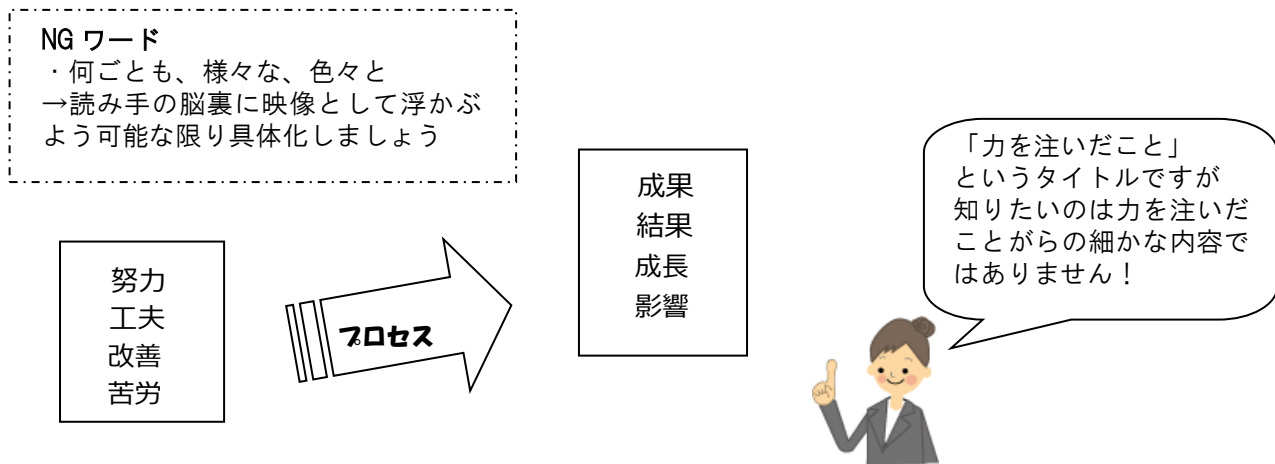 NG ワード
・何ごとも、様々な、色々と
→読み手の脳裏に映像として浮かぶ
よう可能な限り具体化しましょう
努力
工夫
改善
苦労
プロセス
成果
結果
成長
影響
「力を注いだこと」
というタイトルですが
知りたいのは力を注いだ
ことがらの細かな内容で
はありません！